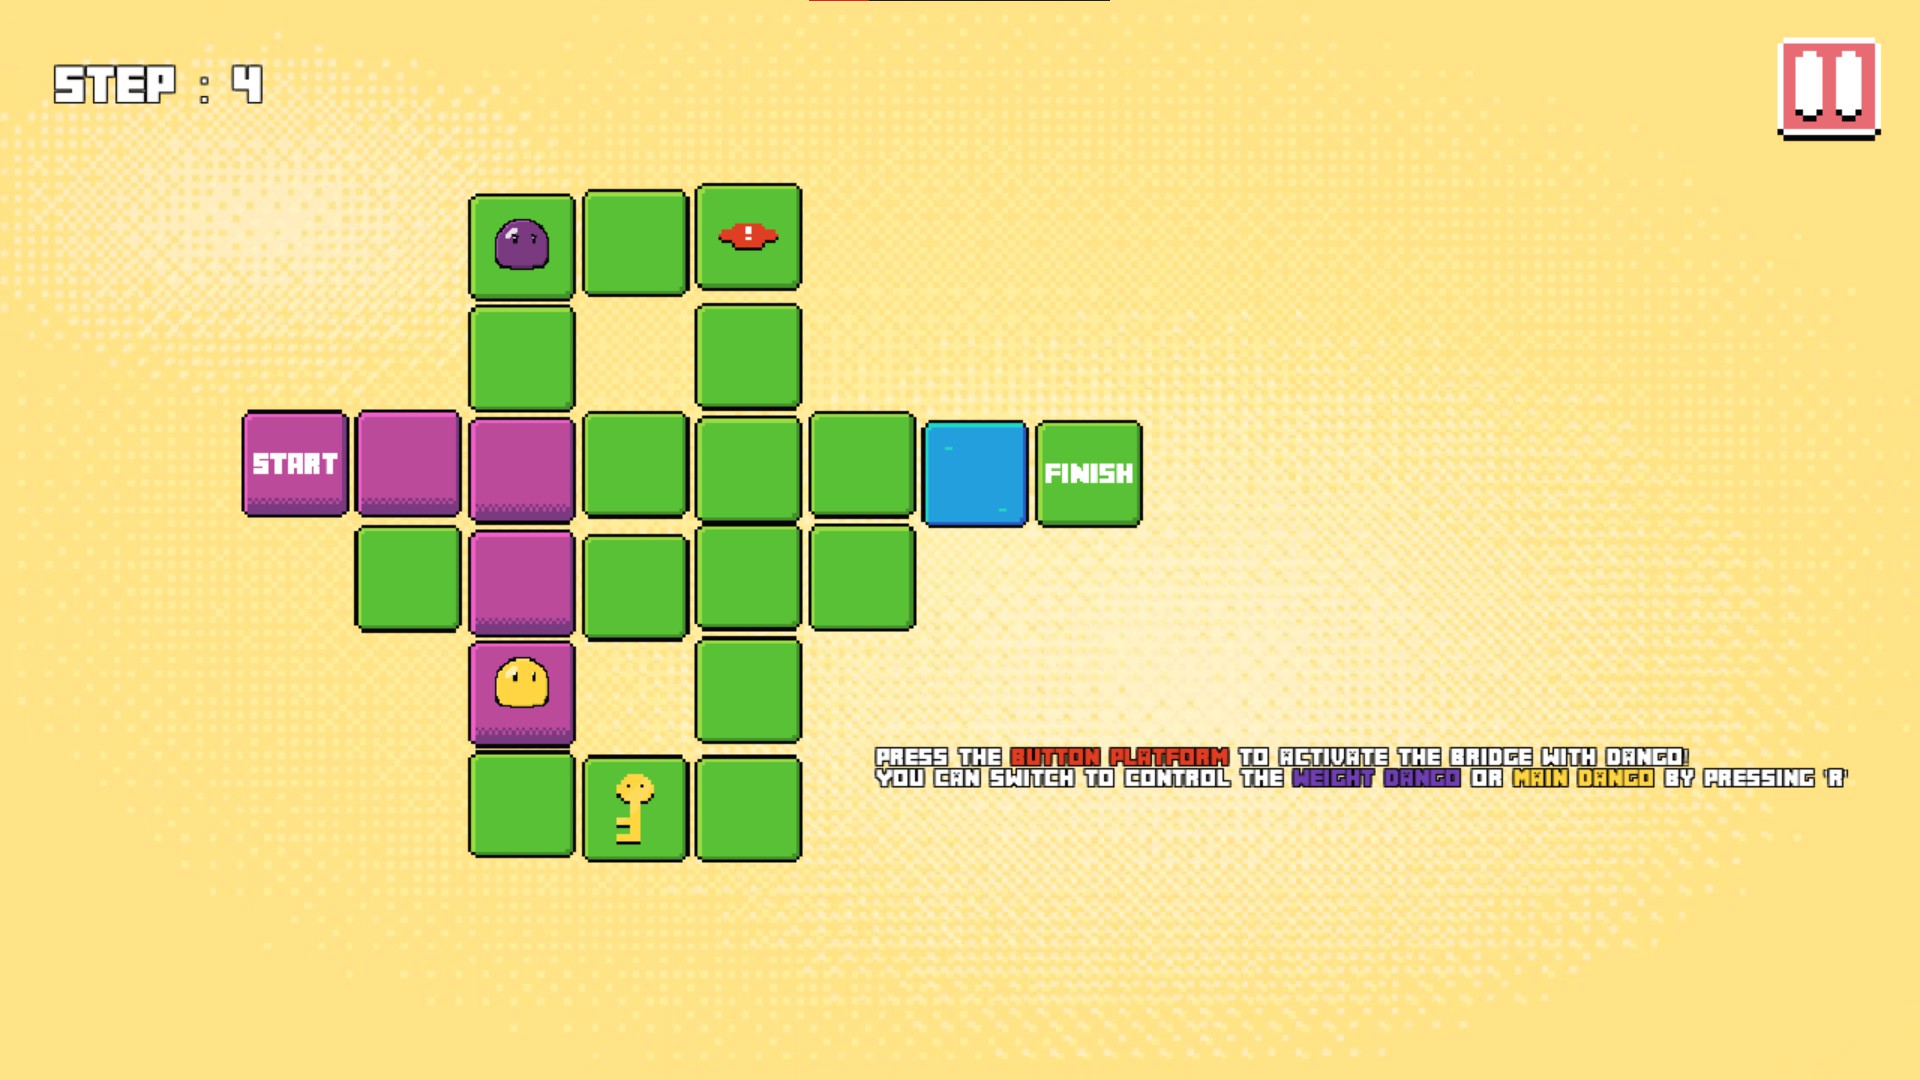 STEP : 4
!
START
FINISH
PRESS THE BUTTON PLATFORM TO ACTIVATE THE BRIDGE WITH DANGO!
YOU CAN SWITCH TO CONTROL THE WEIGHT DANGO OR MAIN DANGO BY PRESSING 'R'